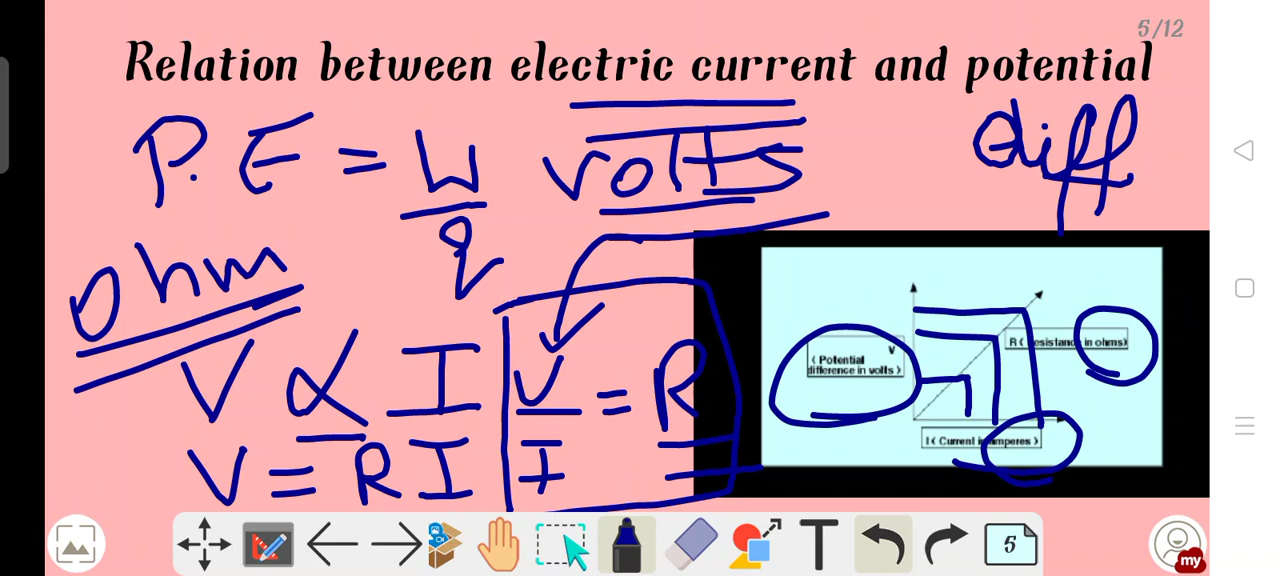 5/12
Relation between electric current and potential
diff
P.E = W/q volts
ohm
V ∝ I
V = RI
V/I = R
V
( Potential
difference in volts )
R ( resistance in ohms)
I ( Current in amperes )
5
my